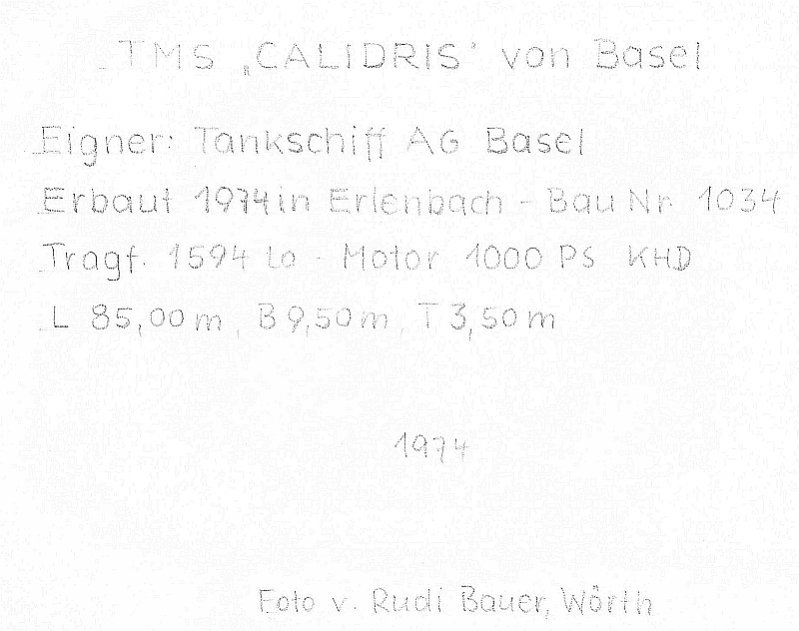 TMS „CALIDRIS" von Basel
Eigner: Tankschiff AG Basel
Erbaut 1974 in Erlenbach - Bau Nr. 1034
Tragf. 1594 to - Motor 1000 PS KHD
L 85,00 m, B 9,50 m, T 3,50 m
1974
Foto v. Rudi Bauer, Wörth